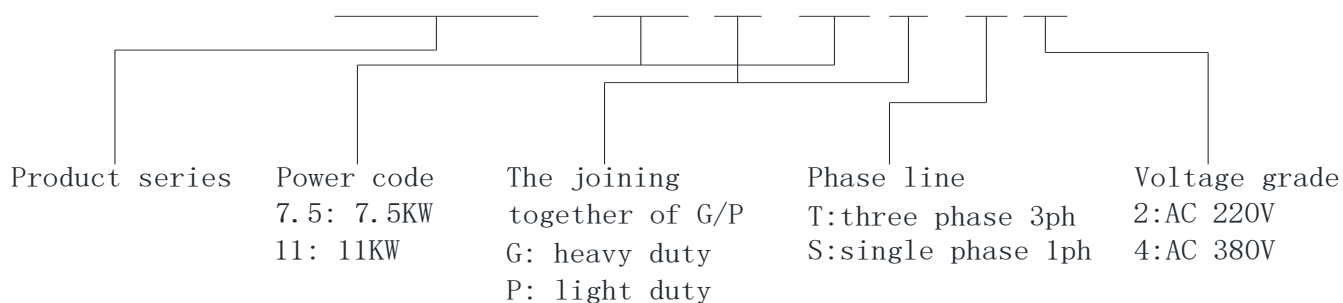 Product series
Power code
7.5: 7.5KW
11: 11KW
The joining
together of G/P
G: heavy duty
P: light duty
Phase line
T:three phase 3ph
S:single phase 1ph
Voltage grade
2:AC 220V
4:AC 380V